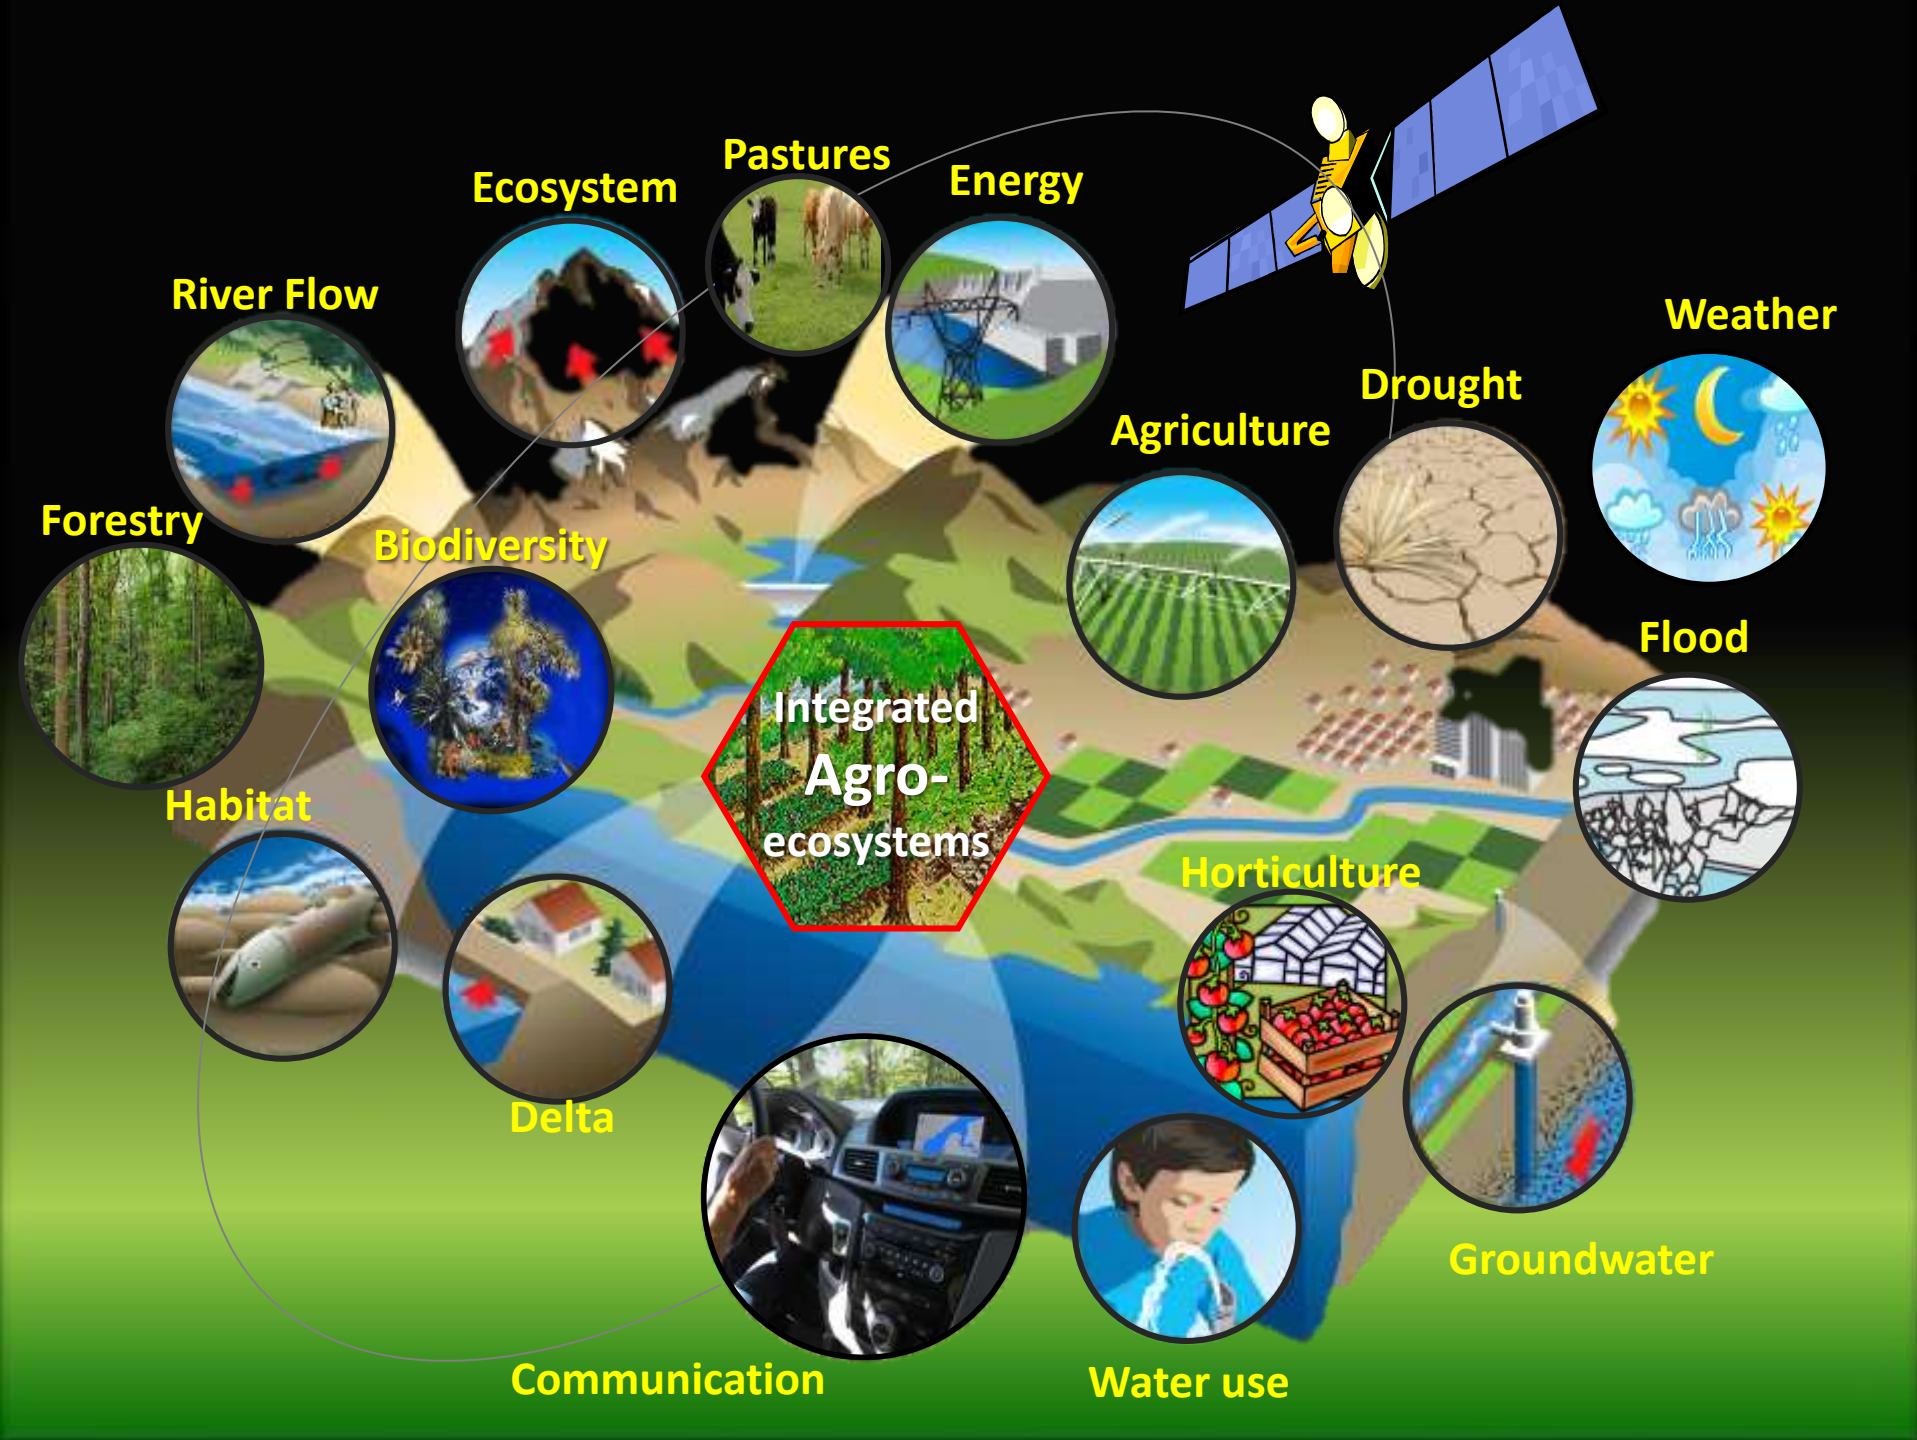 Pastures
Energy
Ecosystem
River Flow
Weather
Drought
Agriculture
Forestry
Biodiversity
Flood
Integrated
Agro-
ecosystems
Habitat
Horticulture
Delta
Groundwater
Communication
Water use